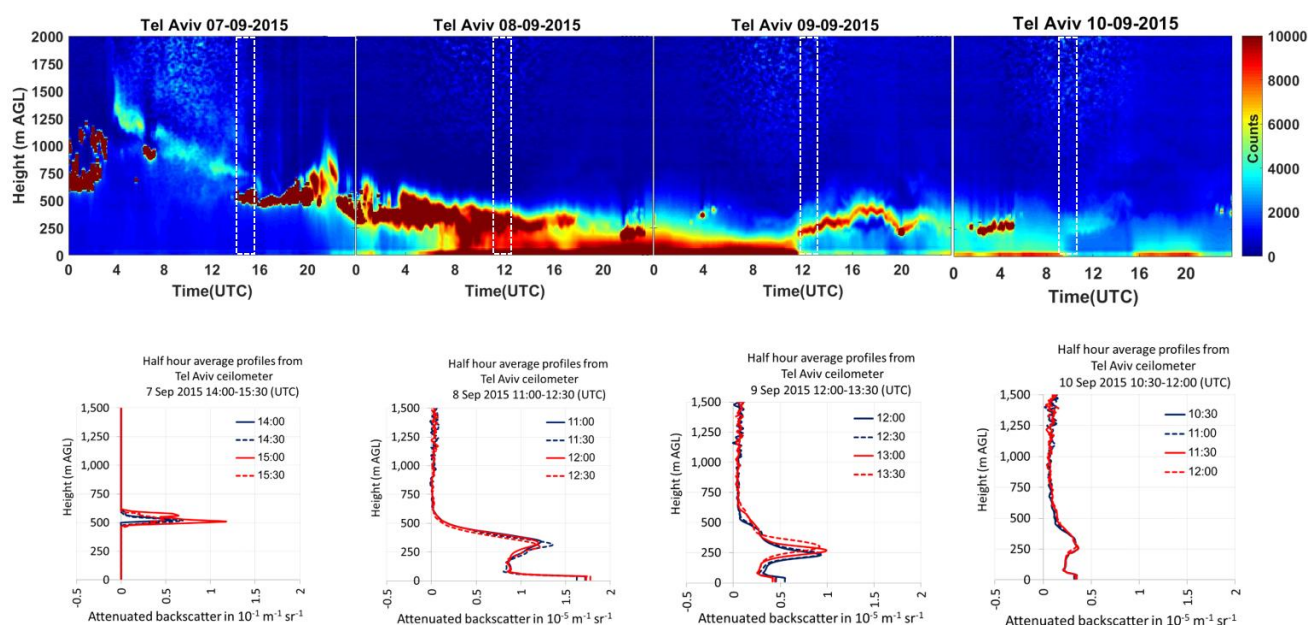 Tel Aviv 07-09-2015
Tel Aviv 08-09-2015
Tel Aviv 09-09-2015
Tel Aviv 10-09-2015
Height (m AGL)
2000
1750
1500
1250
1000
750
500
250
0
0 4 8 12 16 20
0 4 8 12 16 20
0 4 8 12 16 20
0 4 8 12 16 20
Time(UTC)
Time(UTC)
Time(UTC)
Time(UTC)
10000
8000
6000
4000
2000
0
Counts
Half hour average profiles from
Tel Aviv ceilometer
7 Sep 2015 14:00-15:30 (UTC)
Height (m AGL)
1,500
1,250
1,000
750
500
250
0
14:00
14:30
15:00
15:30
-0.5 0 0.5 1 1.5 2
Attenuated backscatter in 10⁻¹ m⁻¹ sr⁻¹
Half hour average profiles from
Tel Aviv ceilometer
8 Sep 2015 11:00-12:30 (UTC)
Height (m AGL)
1,500
1,250
1,000
750
500
250
0
11:00
11:30
12:00
12:30
-0.5 0 0.5 1 1.5 2
Attenuated backscatter in 10⁻⁵ m⁻¹ sr⁻¹
Half hour average profiles from
Tel Aviv ceilometer
9 Sep 2015 12:00-13:30 (UTC)
Height (m AGL)
1,500
1,250
1,000
750
500
250
0
12:00
12:30
13:00
13:30
-0.5 0 0.5 1 1.5 2
Attenuated backscatter in 10⁻⁵ m⁻¹ sr⁻¹
Half hour average profiles from
Tel Aviv ceilometer
10 Sep 2015 10:30-12:00 (UTC)
Height (m AGL)
1,500
1,250
1,000
750
500
250
0
10:30
11:00
11:30
12:00
-0.5 0 0.5 1 1.5 2
Attenuated backscatter in 10⁻⁵ m⁻¹ sr⁻¹